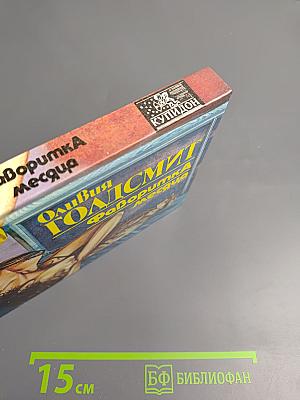 КУПИДОН
Фаворитка
месяца
Оливия
ГОЛДСМИТ
Фаворитка
месяца
15 см
БФ БИБЛИОФАН